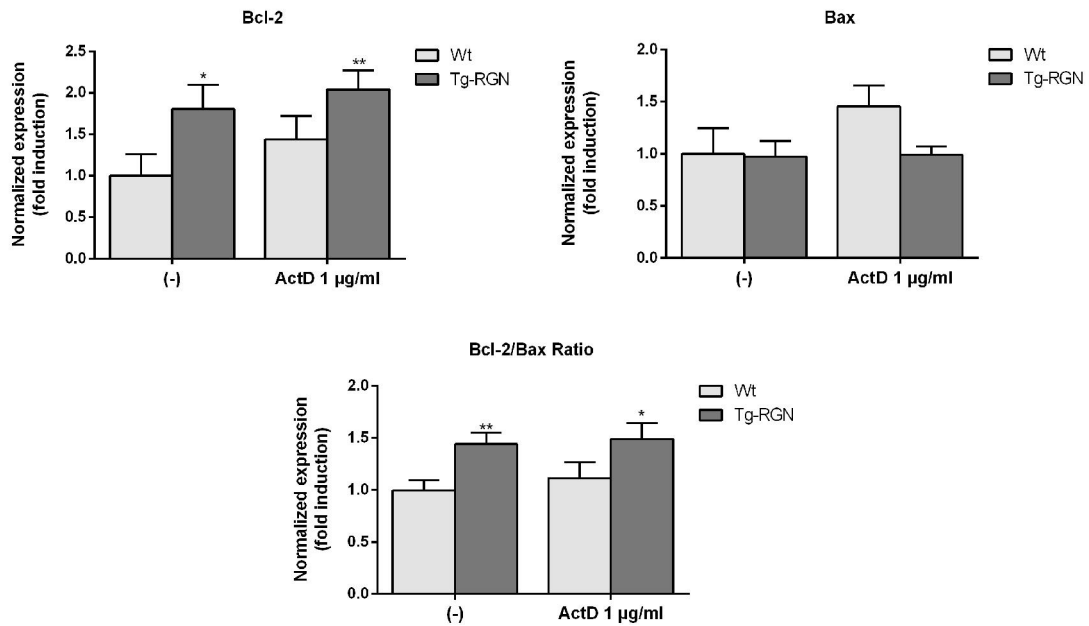 Bcl-2
Normalized expression
(fold induction)
2.5
2.0
1.5
1.0
0.5
0.0
*
**
(-)
ActD 1 µg/ml
Wt
Tg-RGN
Bax
Normalized expression
(fold induction)
2.0
1.5
1.0
0.5
0.0
(-)
ActD 1 µg/ml
Wt
Tg-RGN
Bcl-2/Bax Ratio
Normalized expression
(fold induction)
2.0
1.5
1.0
0.5
0.0
**
*
(-)
ActD 1 µg/ml
Wt
Tg-RGN